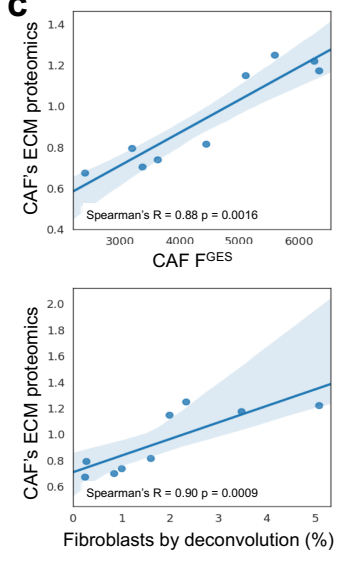 c
1.4
1.2
1.0
0.8
0.6
0.4
CAF's ECM proteomics
Spearman's R = 0.88 p = 0.0016
3000 4000 5000 6000
CAF FGES
2.0
1.8
1.6
1.4
1.2
1.0
0.8
0.6
CAF's ECM proteomics
Spearman's R = 0.90 p = 0.0009
0 1 2 3 4 5
Fibroblasts by deconvolution (%)